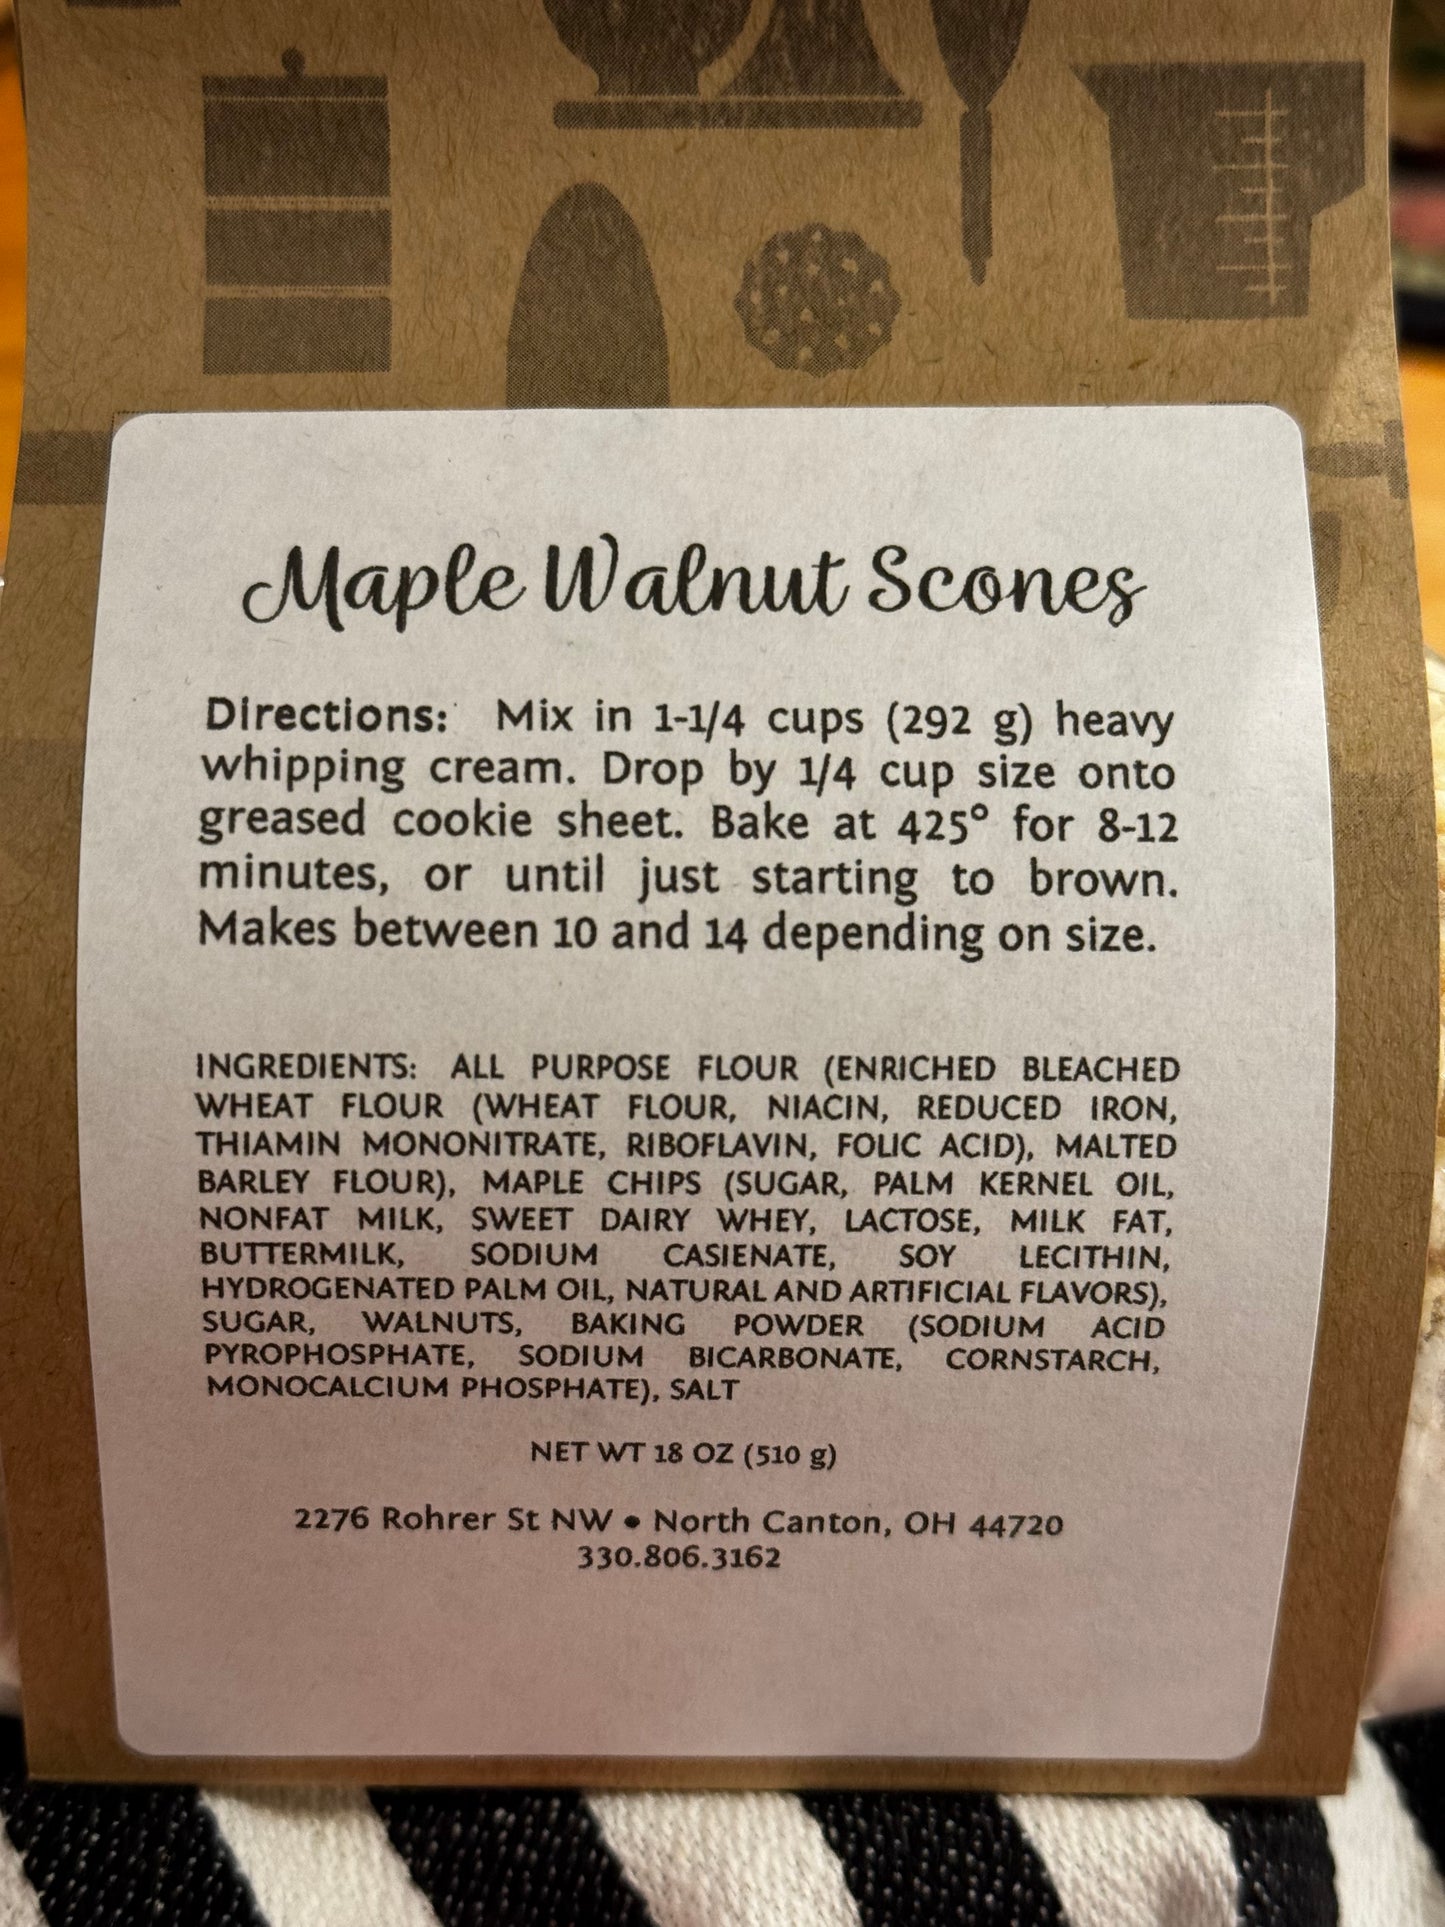 Maple Walnut Scones
Directions: Mix in 1-1/4 cups (292 g) heavy
whipping cream. Drop by 1/4 cup size onto
greased cookie sheet. Bake at 425° for 8-12
minutes, or until just starting to brown.
Makes between 10 and 14 depending on size.
INGREDIENTS: ALL PURPOSE FLOUR (ENRICHED BLEACHED
WHEAT FLOUR (WHEAT FLOUR, NIACIN, REDUCED IRON,
THIAMIN MONONITRATE, RIBOFLAVIN, FOLIC ACID), MALTED
BARLEY FLOUR), MAPLE CHIPS (SUGAR, PALM KERNEL OIL,
NONFAT MILK, SWEET DAIRY WHEY, LACTOSE, MILK FAT,
BUTTERMILK, SODIUM CASIENATE, SOY LECITHIN,
HYDROGENATED PALM OIL, NATURAL AND ARTIFICIAL FLAVORS),
SUGAR, WALNUTS, BAKING POWDER (SODIUM ACID
PYROPHOSPHATE, SODIUM BICARBONATE, CORNSTARCH,
MONOCALCIUM PHOSPHATE), SALT
NET WT 18 OZ (510 g)
2276 Rohrer St NW • North Canton, OH 44720
330.806.3162